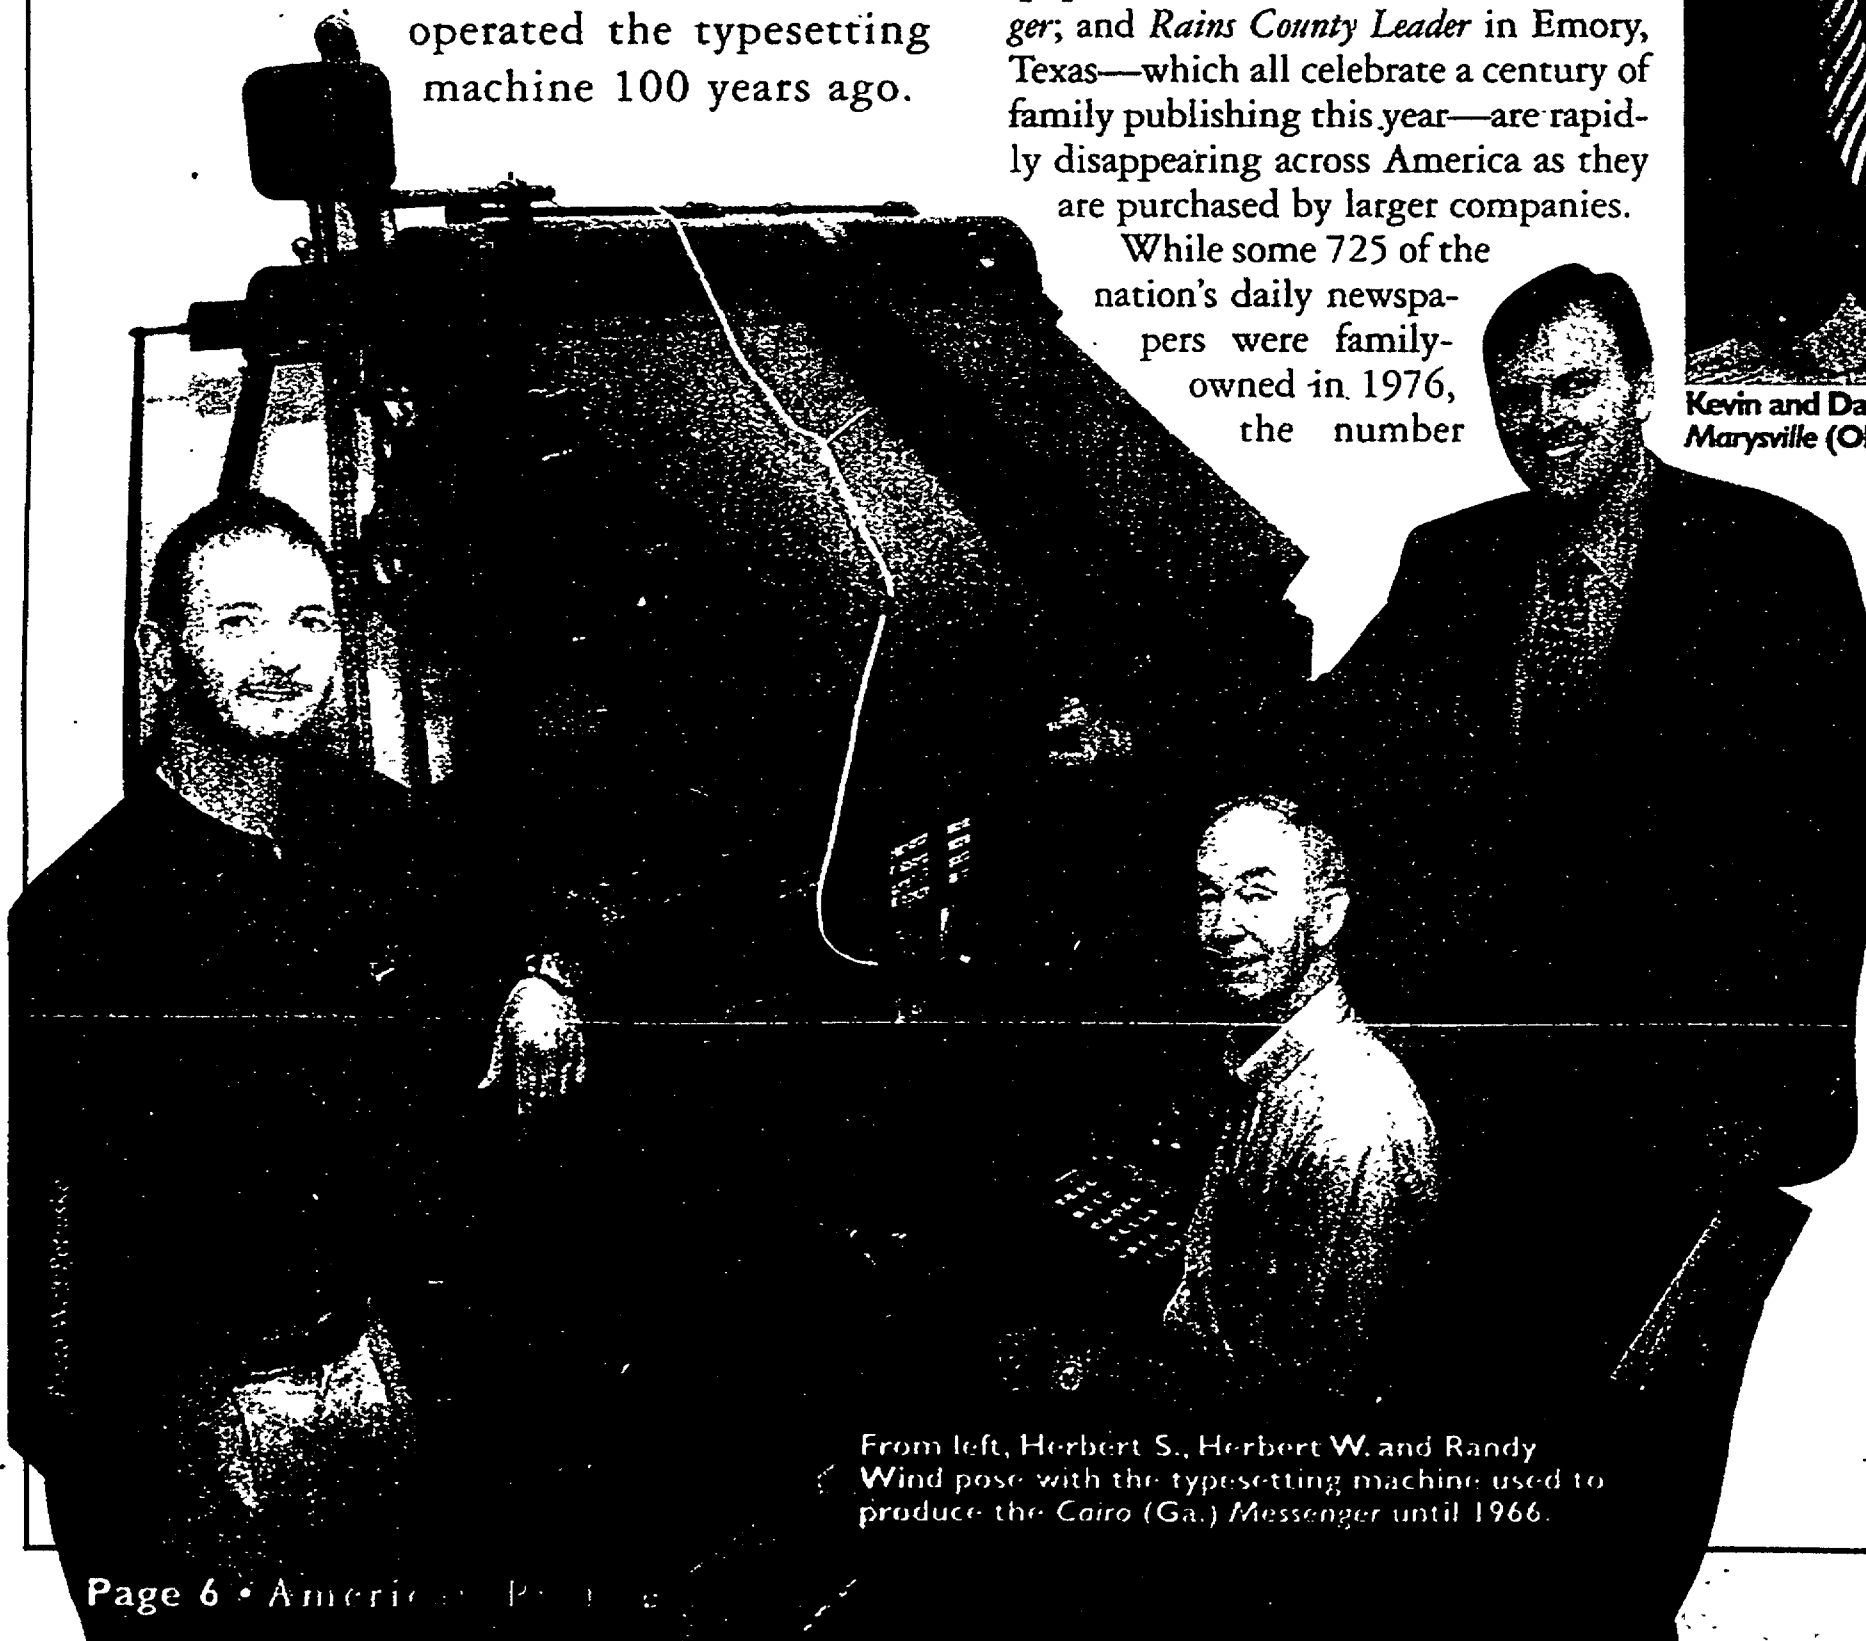 operated the typesetting
machine 100 years ago.
ger; and Rains County Leader in Emory,
Texas—which all celebrate a century of
family publishing this year—are rapid-
ly disappearing across America as they
are purchased by larger companies.
While some 725 of the
nation's daily newspa-
pers were family-
owned in 1976,
the number
Kevin and Da
Marysville (O
From left, Herbert S., Herbert W. and Randy
Wind pose with the typesetting machine used to
produce the Cairo (Ga.) Messenger until 1966.
Page 6 •